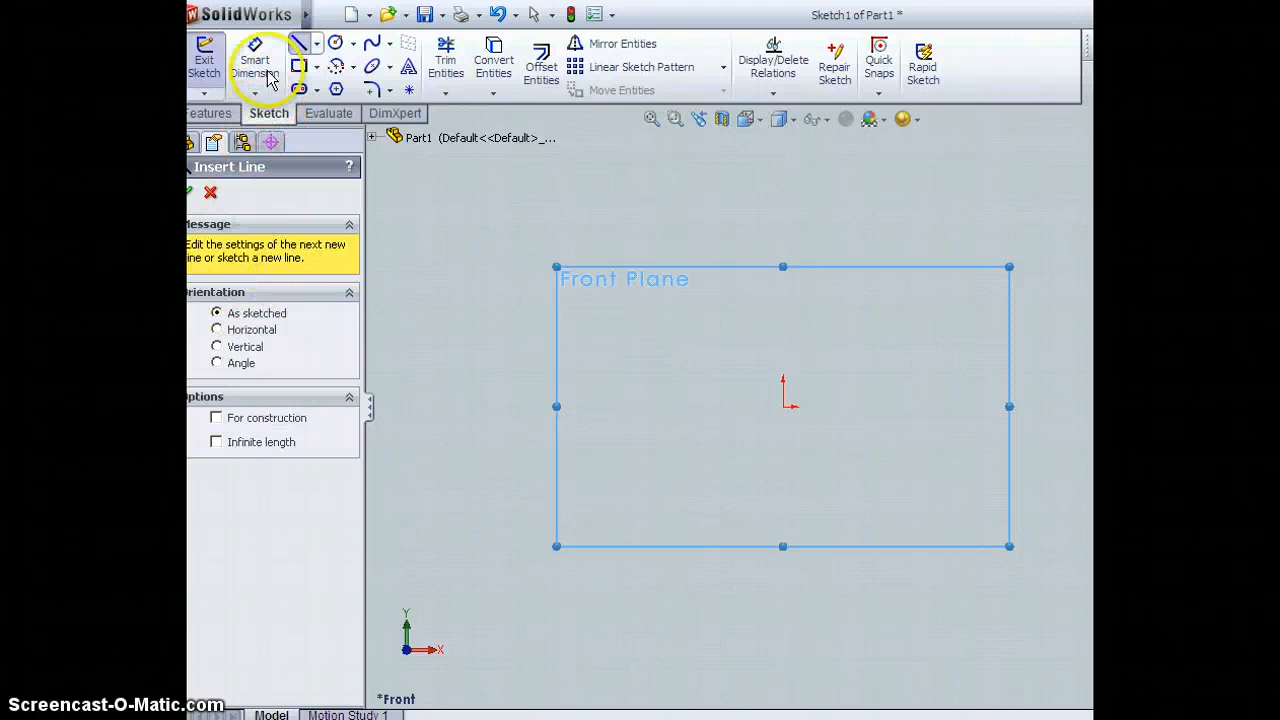 SolidWorks
Sketch1 of Part1 *
Exit Sketch
Smart Dimension
Trim Entities
Convert Entities
Offset Entities
Mirror Entities
Linear Sketch Pattern
Move Entities
Display/Delete Relations
Repair Sketch
Quick Snaps
Rapid Sketch
Features
Sketch
Evaluate
DimXpert
Part1 (Default<<Default>_...
Insert Line
?
Message
Edit the settings of the next new
line or sketch a new line.
Orientation
As sketched
Horizontal
Vertical
Angle
Options
For construction
Infinite length
Front Plane
Y
X
*Front
Model
Motion Study 1
Screencast-O-Matic.com